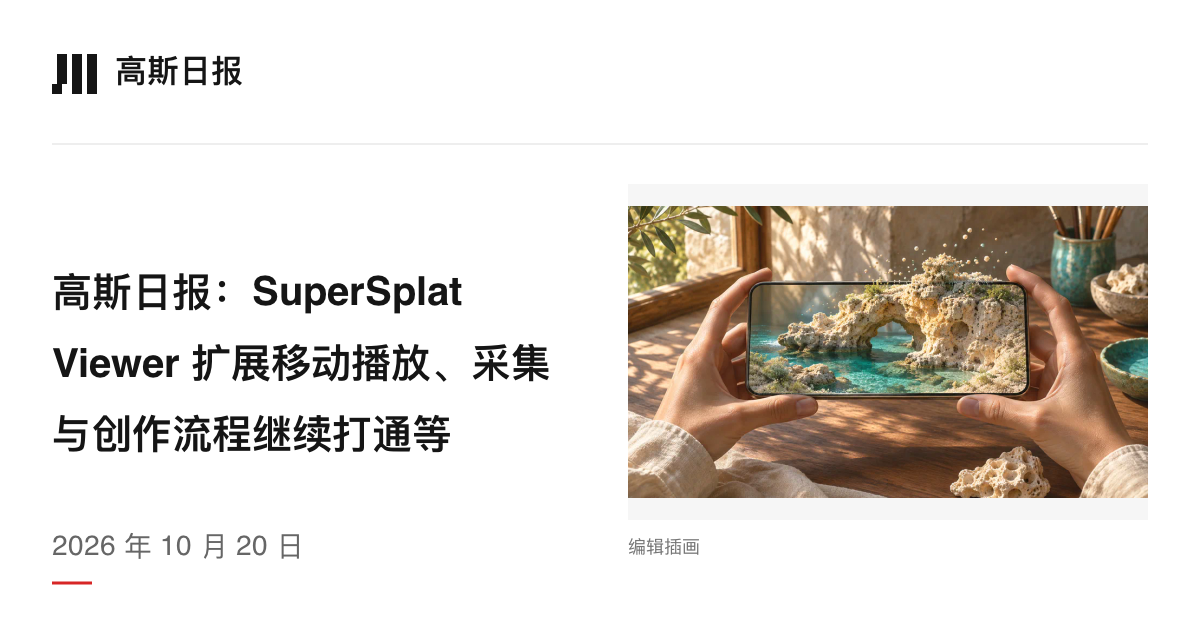 高斯日报
高斯日报：SuperSplat
Viewer 扩展移动播放、采集
与创作流程继续打通等
2026 年 10 月 20 日
编辑插画